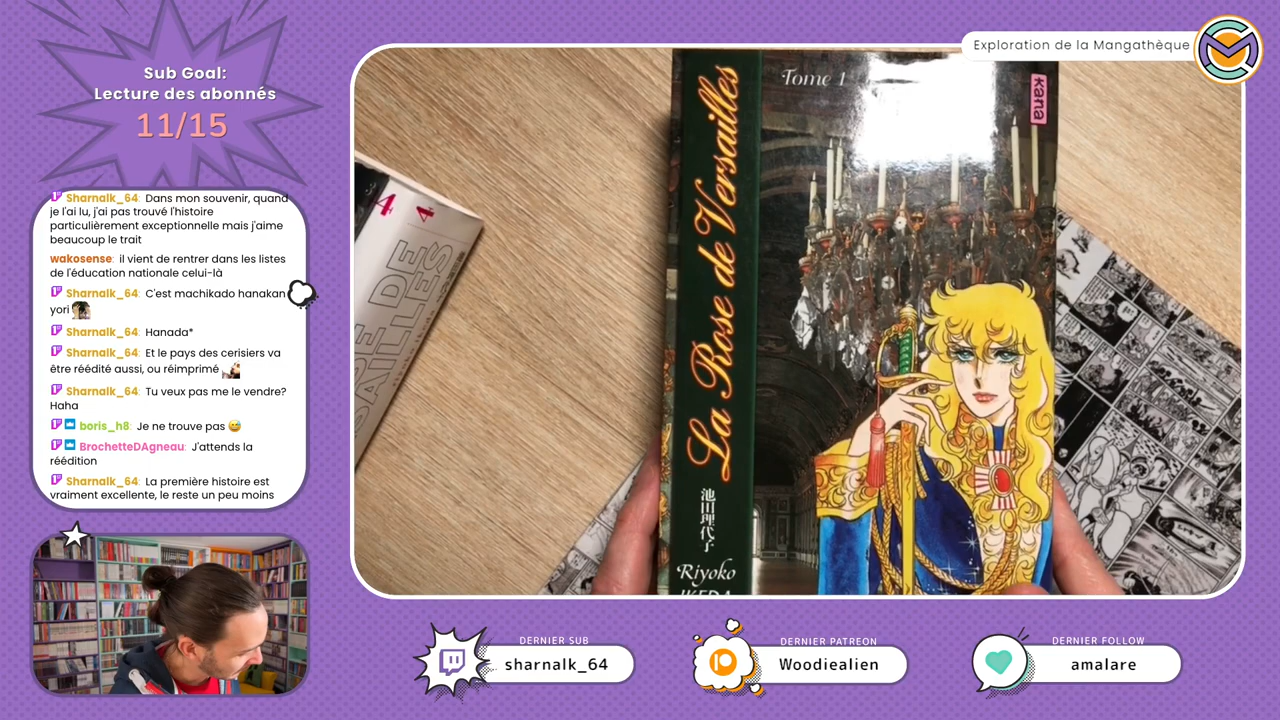 Sub Goal:
Lecture des abonnés
11/15
Sharnalk_64: Dans mon souvenir, quand
je l'ai lu, j'ai pas trouvé l'histoire
particulièrement exceptionnelle mais j'aime
beaucoup le trait
wakosense: il vient de rentrer dans les listes
de l'éducation nationale celui-là
Sharnalk_64: C'est machikado hanakan
yori
Sharnalk_64: Hanada*
Sharnalk_64: Et le pays des cerisiers va
être réédité aussi, ou réimprimé
Sharnalk_64: Tu veux pas me le vendre?
Haha
boris_h8: Je ne trouve pas 😅
BrochetteDAgneau: J'attends la
réédition
Sharnalk_64: La première histoire est
vraiment excellente, le reste un peu moins
Exploration de la Mangathèque
Tome 1
kana
La Rose de Versailles
池田理代子
Riyoko
IKEDA
4
4
DERNIER SUB
sharnalk_64
DERNIER PATREON
Woodiealien
DERNIER FOLLOW
amalare